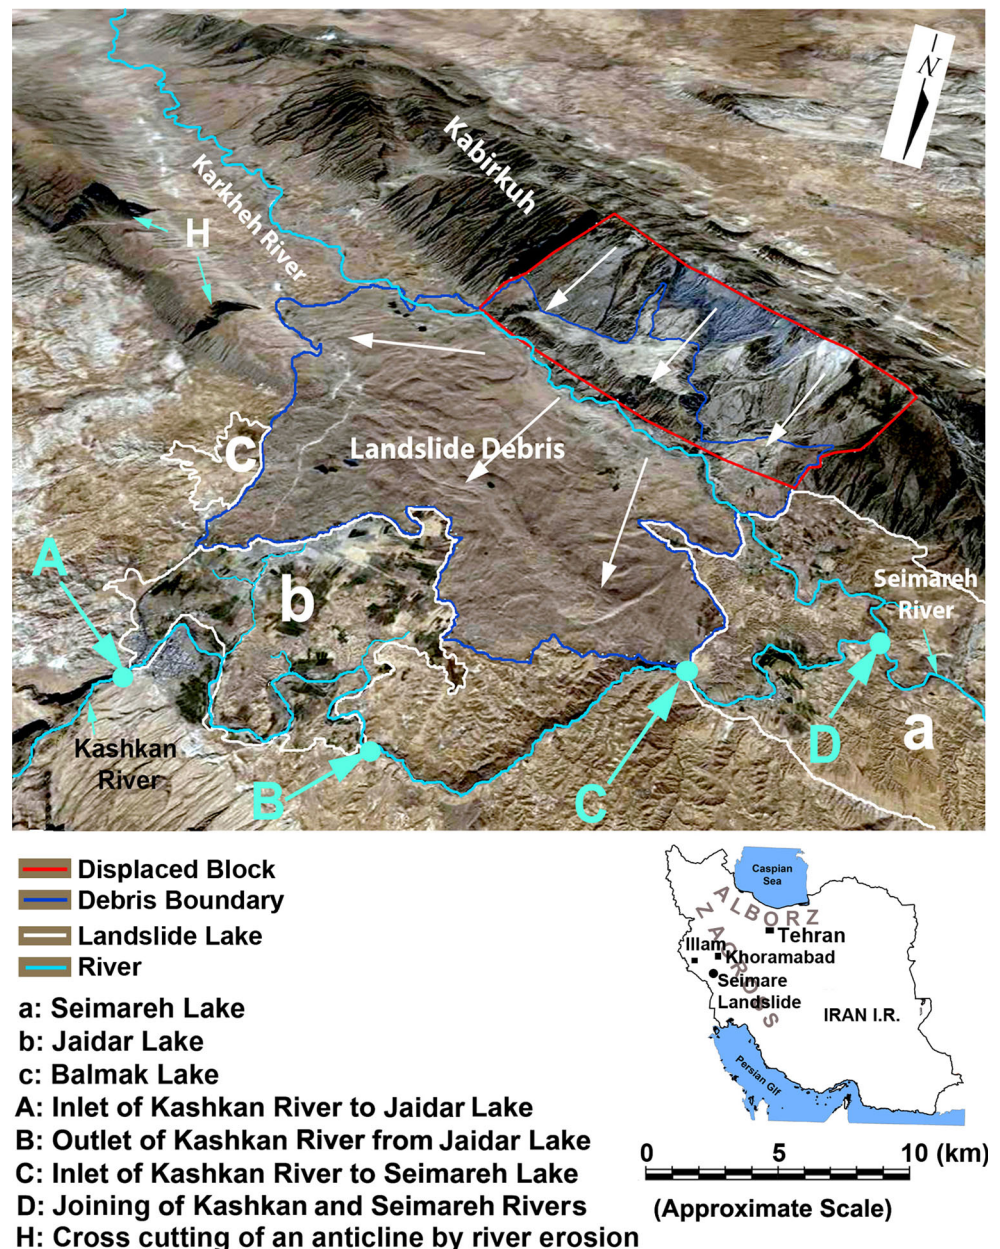 N
Kabirkuh
Karkheh River
H
Landslide Debris
c
A
b
Seimareh
River
D
a
Kashkan
River
B
C
Displaced Block
Debris Boundary
Landslide Lake
River
a: Seimareh Lake
b: Jaidar Lake
c: Balmak Lake
A: Inlet of Kashkan River to Jaidar Lake
B: Outlet of Kashkan River from Jaidar Lake
C: Inlet of Kashkan River to Seimareh Lake
D: Joining of Kashkan and Seimareh Rivers
H: Cross cutting of an anticline by river erosion
Caspian
Sea
ALBORZ
ZAGROSS
Tehran
Illam
Khoramabad
Seimare
Landslide
IRAN I.R.
Persian Glf
0 5 10 (km)
(Approximate Scale)